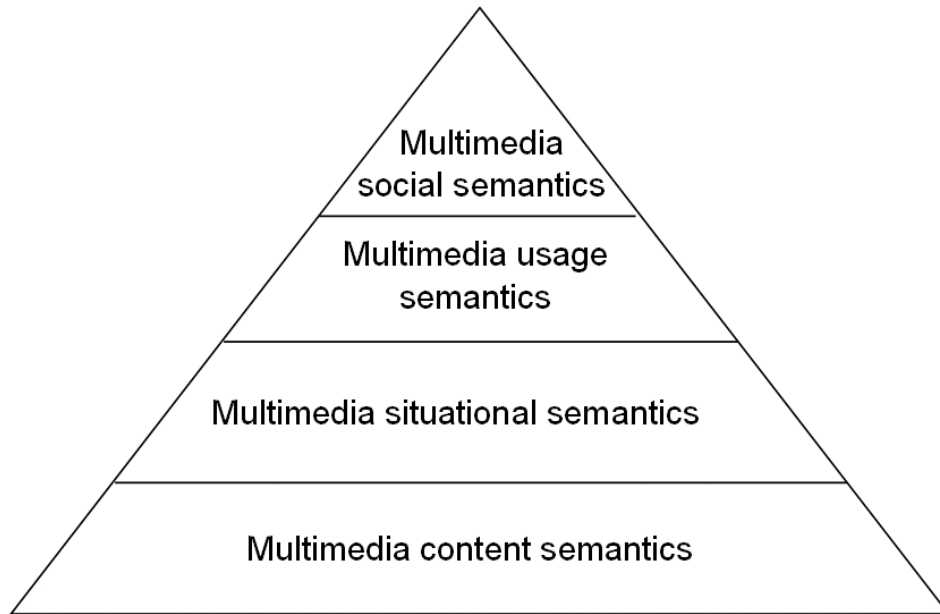 Multimedia
social semantics
Multimedia usage
semantics
Multimedia situational semantics
Multimedia content semantics